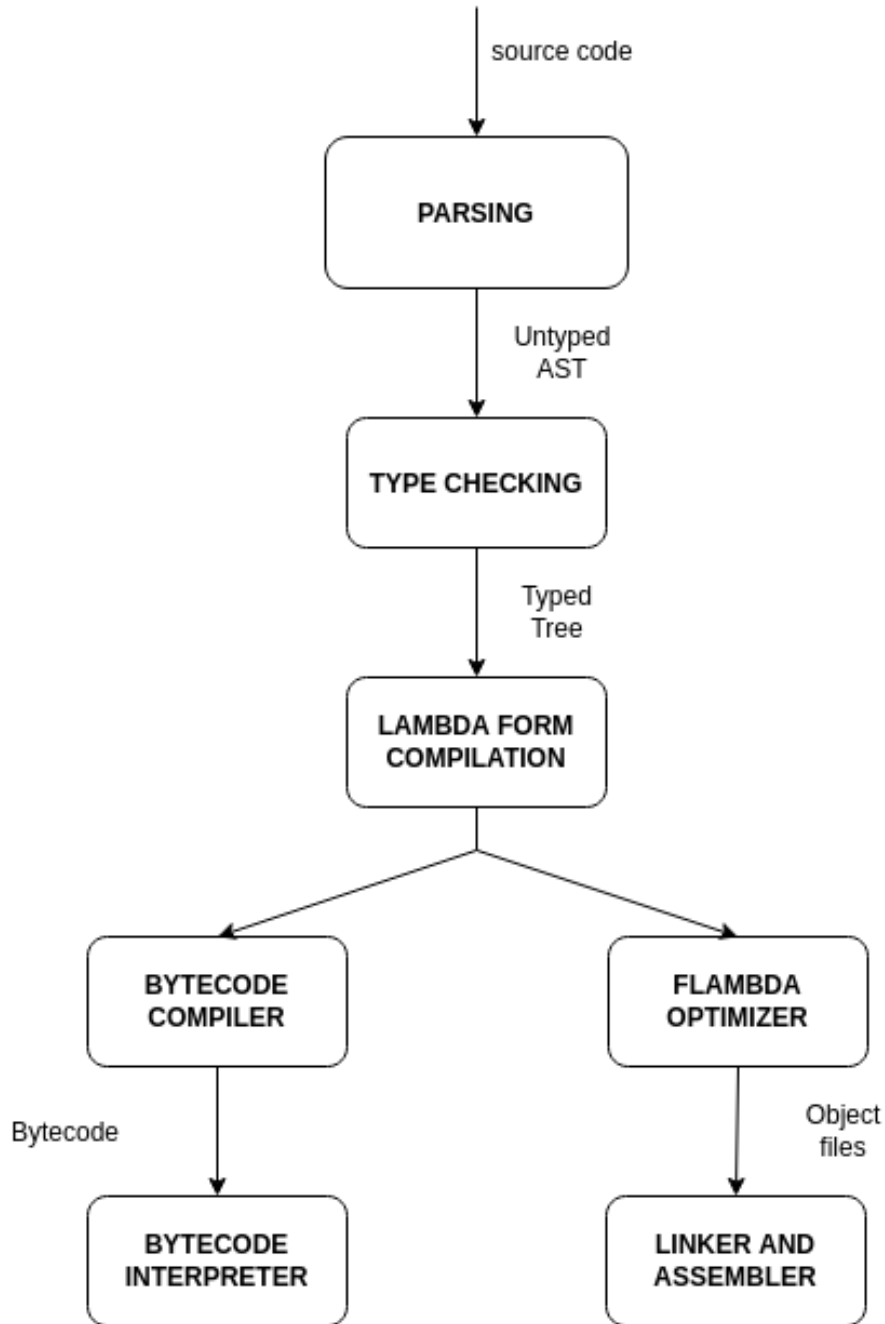 source code
PARSING
Untyped
AST
TYPE CHECKING
Typed
Tree
LAMBDA FORM
COMPILATION
BYTECODE
COMPILER
FLAMBDA
OPTIMIZER
Bytecode
Object
files
BYTECODE
INTERPRETER
LINKER AND
ASSEMBLER